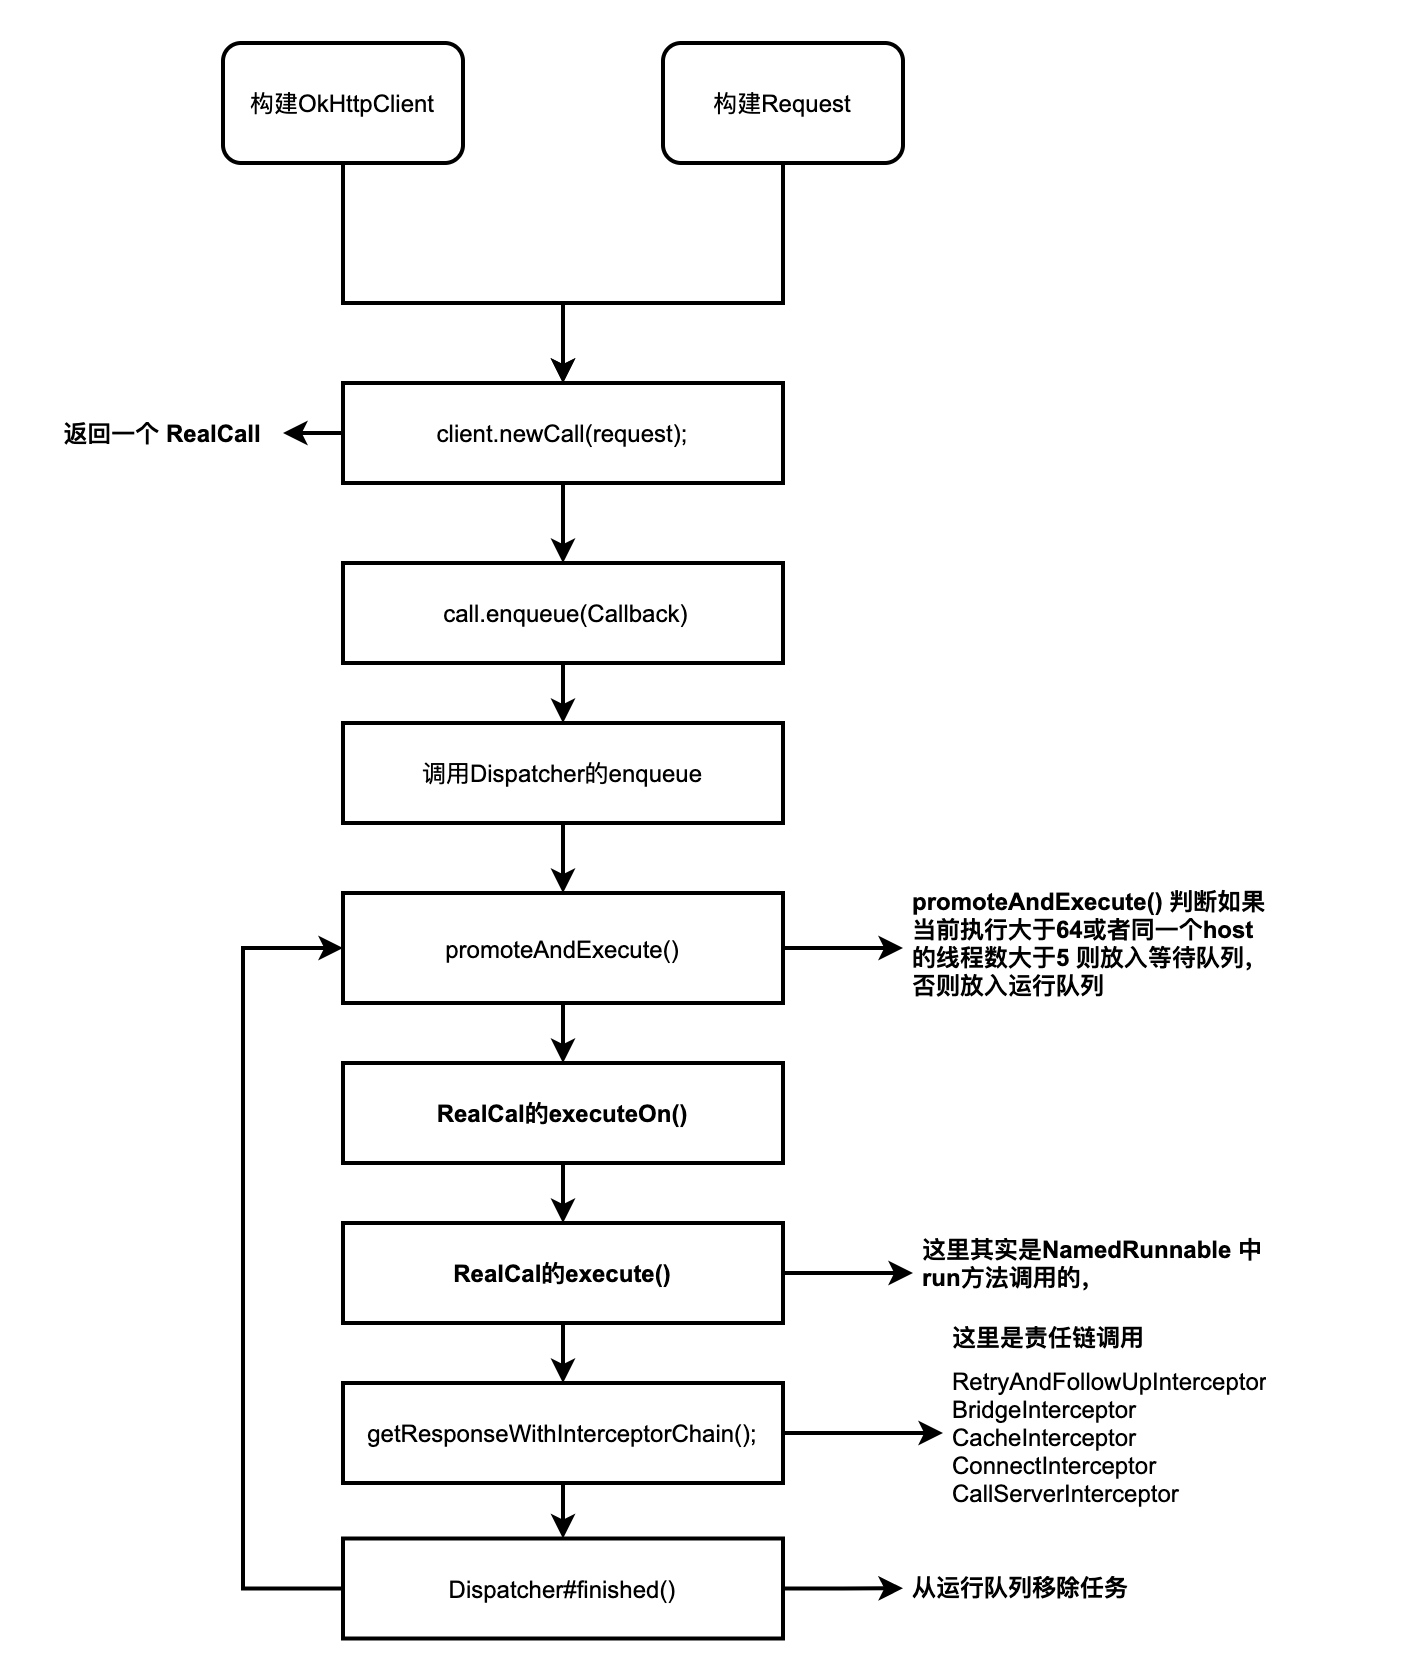 构建OkHttpClient
构建Request
client.newCall(request);
返回一个 RealCall
call.enqueue(Callback)
调用Dispatcher的enqueue
promoteAndExecute()
promoteAndExecute() 判断如果
当前执行大于64或者同一个host
的线程数大于5 则放入等待队列，
否则放入运行队列
RealCal的executeOn()
RealCal的execute()
这里其实是NamedRunnable 中
run方法调用的，
getResponseWithInterceptorChain();
这里是责任链调用
RetryAndFollowUpInterceptor
BridgeInterceptor
CacheInterceptor
ConnectInterceptor
CallServerInterceptor
Dispatcher#finished()
从运行队列移除任务